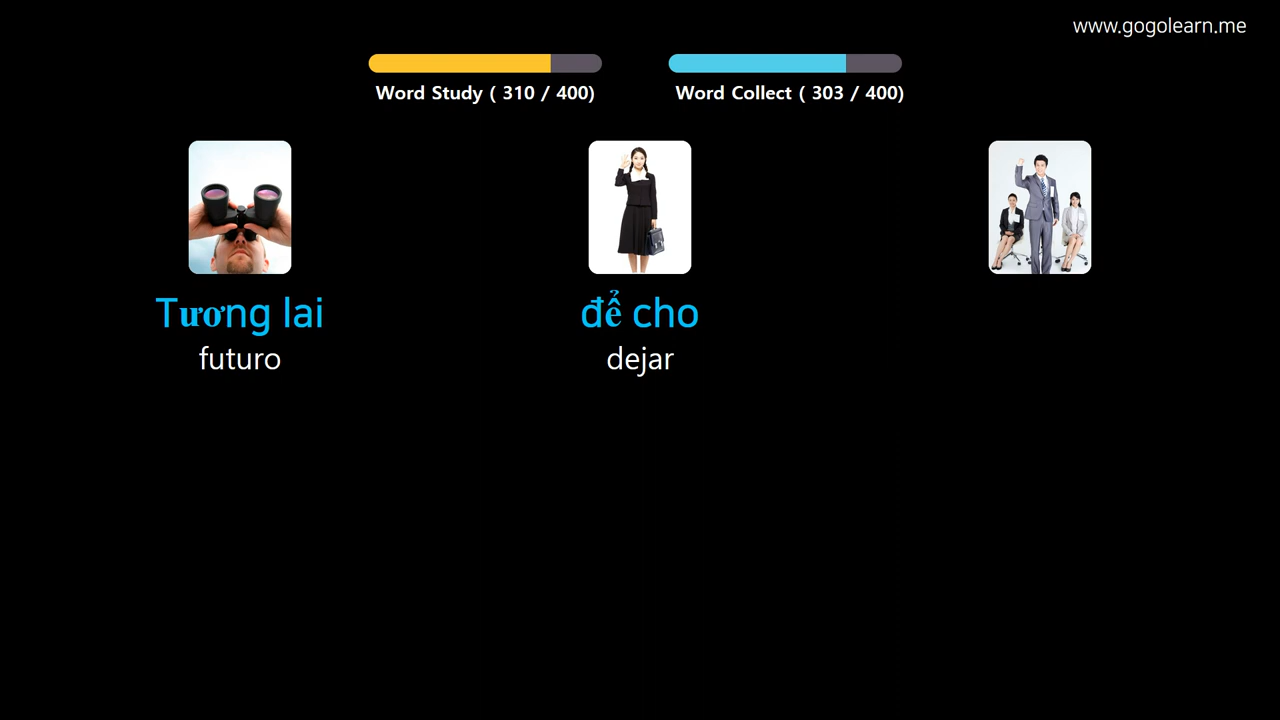 www.gogolearn.me
Word Study ( 310 / 400)
Word Collect ( 303 / 400)
Tương lai
futuro
để cho
dejar